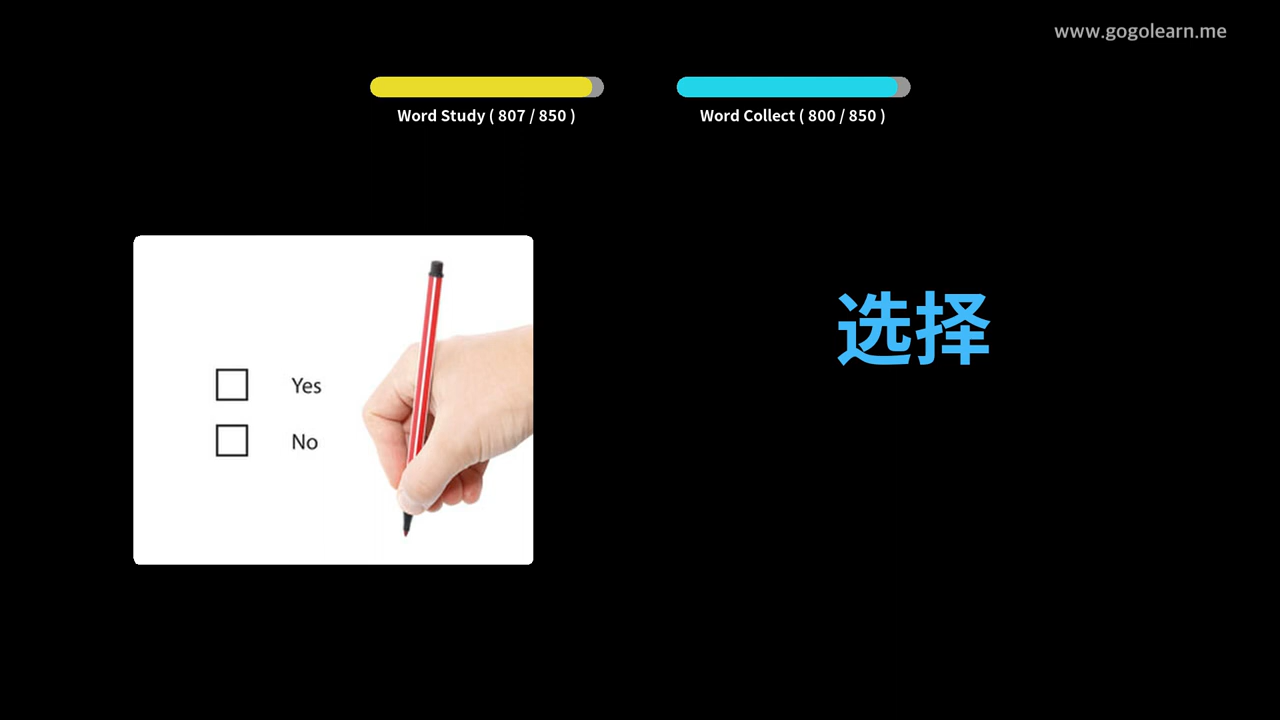 www.gogolearn.me
Word Study ( 807 / 850 )
Word Collect ( 800 / 850 )
Yes
No
选择